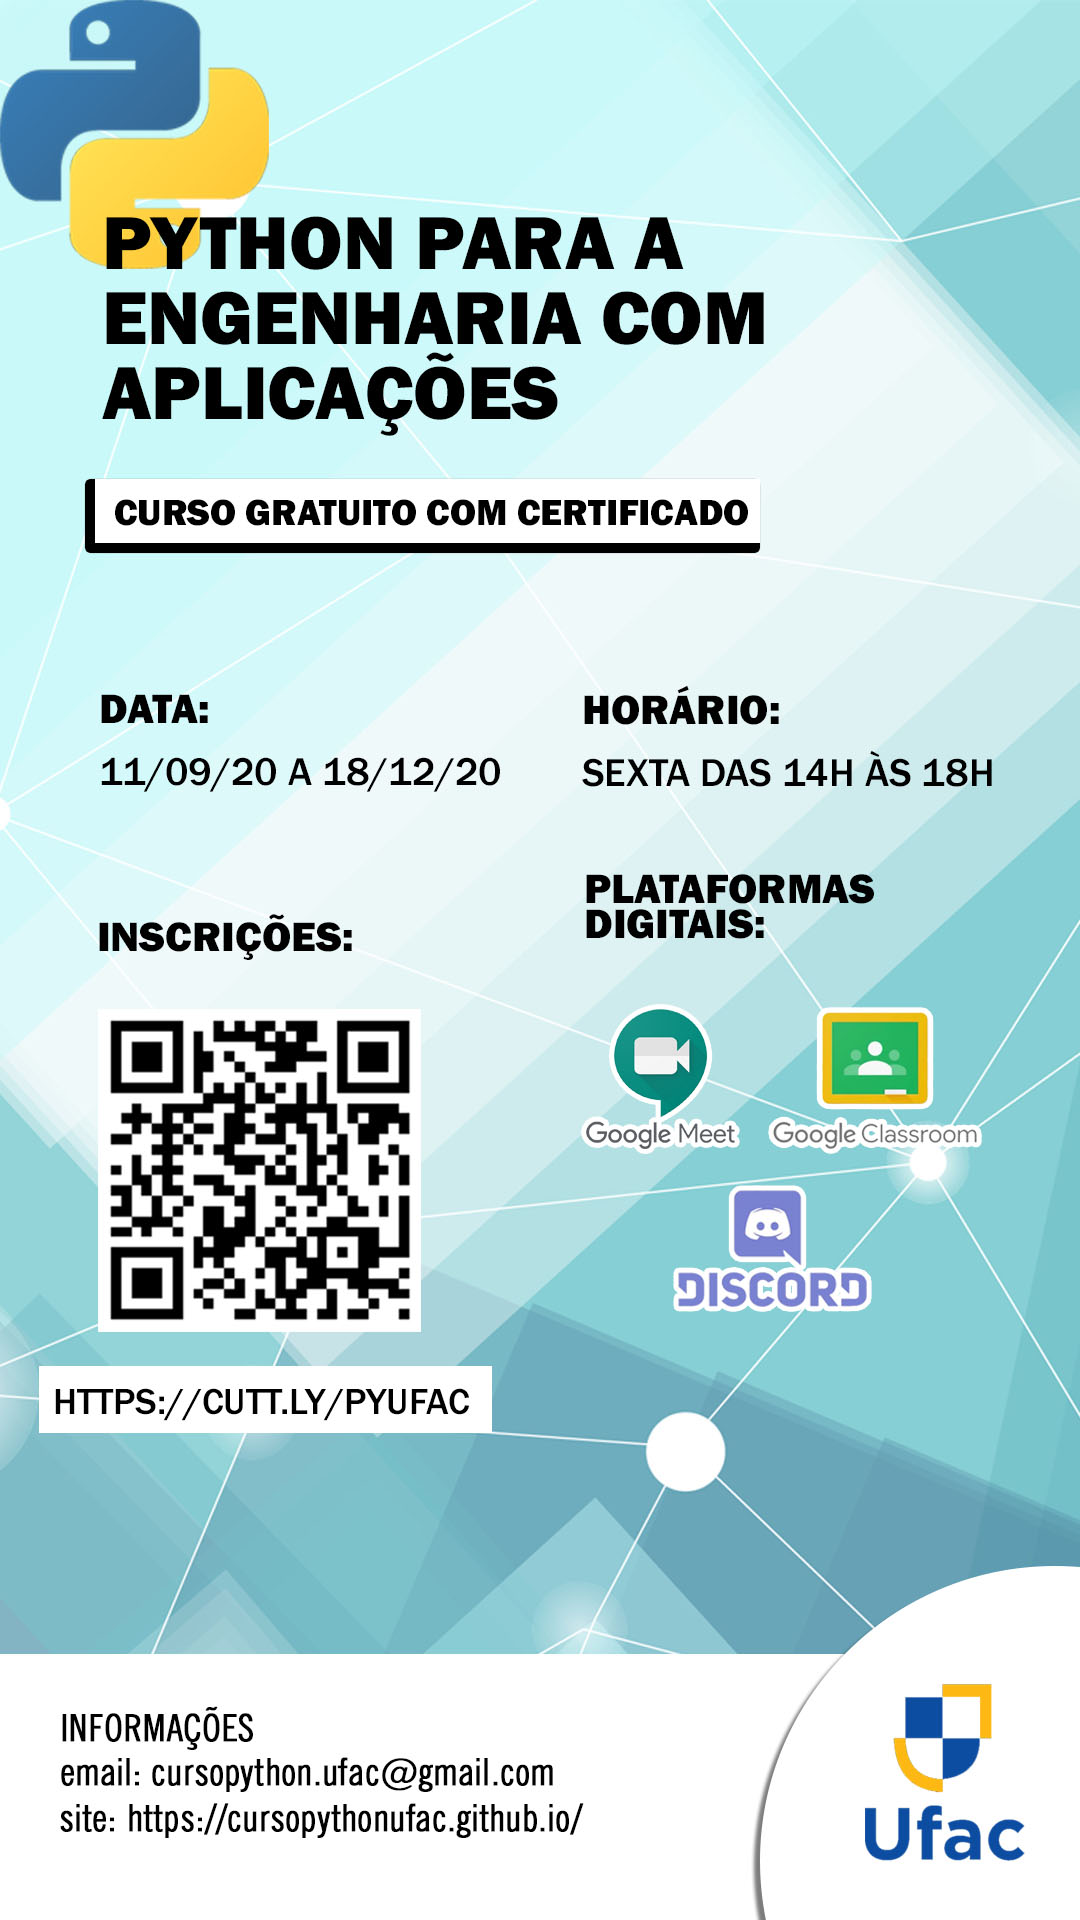 PYTHON PARA A
ENGENHARIA COM
APLICAÇÕES
CURSO GRATUITO COM CERTIFICADO
DATA:
11/09/20 A 18/12/20
HORÁRIO:
SEXTA DAS 14H ÀS 18H
INSCRIÇÕES:
HTTPS://CUTT.LY/PYUFAC
PLATAFORMAS
DIGITAIS:
Google Meet
Google Classroom
DISCORD
INFORMAÇÕES
email: cursopython.ufac@gmail.com
site: https://cursopythonufac.github.io/
Ufac